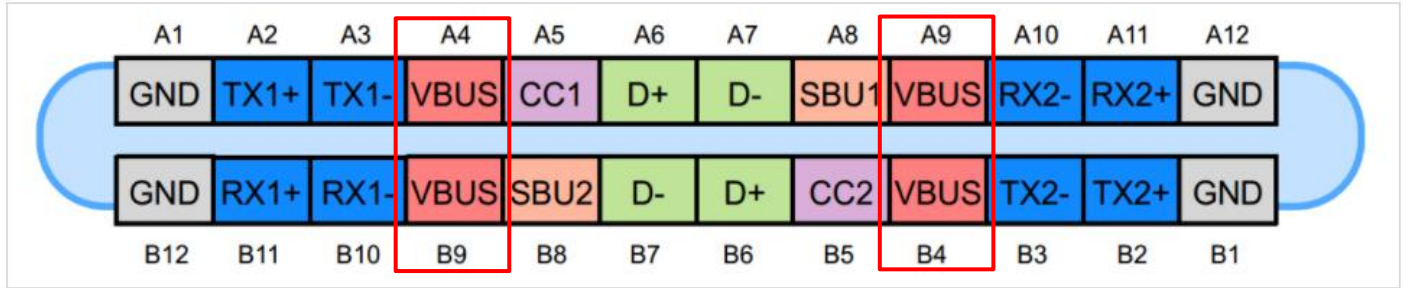 A1 A2 A3 A4 A5 A6 A7 A8 A9 A10 A11 A12
GND TX1+ TX1- VBUS CC1 D+ D- SBU1 VBUS RX2- RX2+ GND
GND RX1+ RX1- VBUS SBU2 D- D+ CC2 VBUS TX2- TX2+ GND
B12 B11 B10 B9 B8 B7 B6 B5 B4 B3 B2 B1